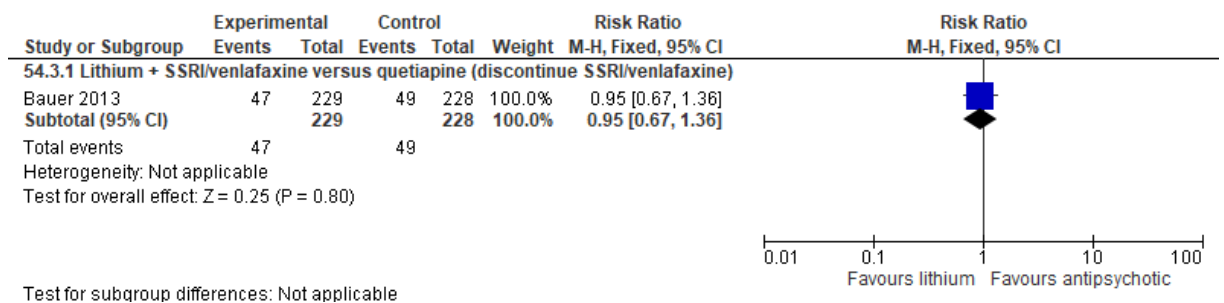 Experimental Control Risk Ratio Risk Ratio
Study or Subgroup Events Total Events Total Weight M-H, Fixed, 95% CI M-H, Fixed, 95% CI
54.3.1 Lithium + SSRI/venlafaxine versus quetiapine (discontinue SSRI/venlafaxine)
Bauer 2013 47 229 49 228 100.0% 0.95 [0.67, 1.36]
Subtotal (95% CI) 229 228 100.0% 0.95 [0.67, 1.36]
Total events 47 49
Heterogeneity: Not applicable
Test for overall effect: Z = 0.25 (P = 0.80)
0.01 0.1 1 10 100
Favours lithium Favours antipsychotic
Test for subgroup differences: Not applicable